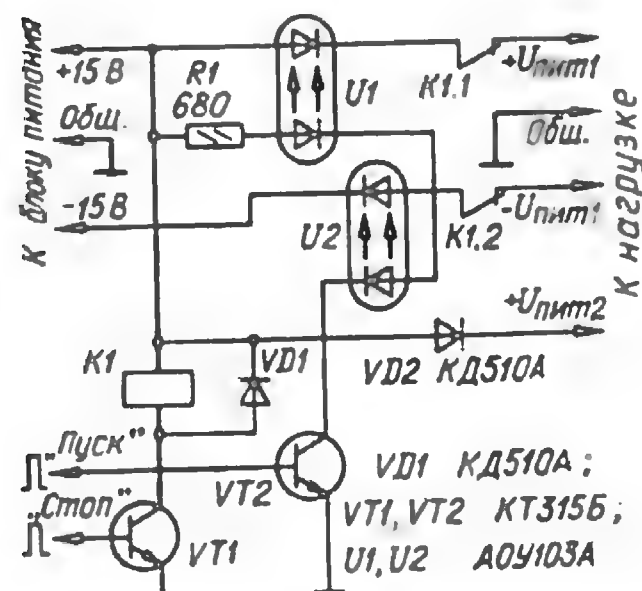 К блоку питания
+15 В
Общ.
-15 В
R1
680
U1
K1.1
+Uпит1
Общ.
U2
K1.2
-Uпит1
К нагрузке
+Uпит2
K1
VD1
VD2 КД510А
„Пуск”
VT2
„Стоп”
VT1
VD1 КД510А;
VT1, VT2 КТ315Б;
U1, U2 АОУ103А